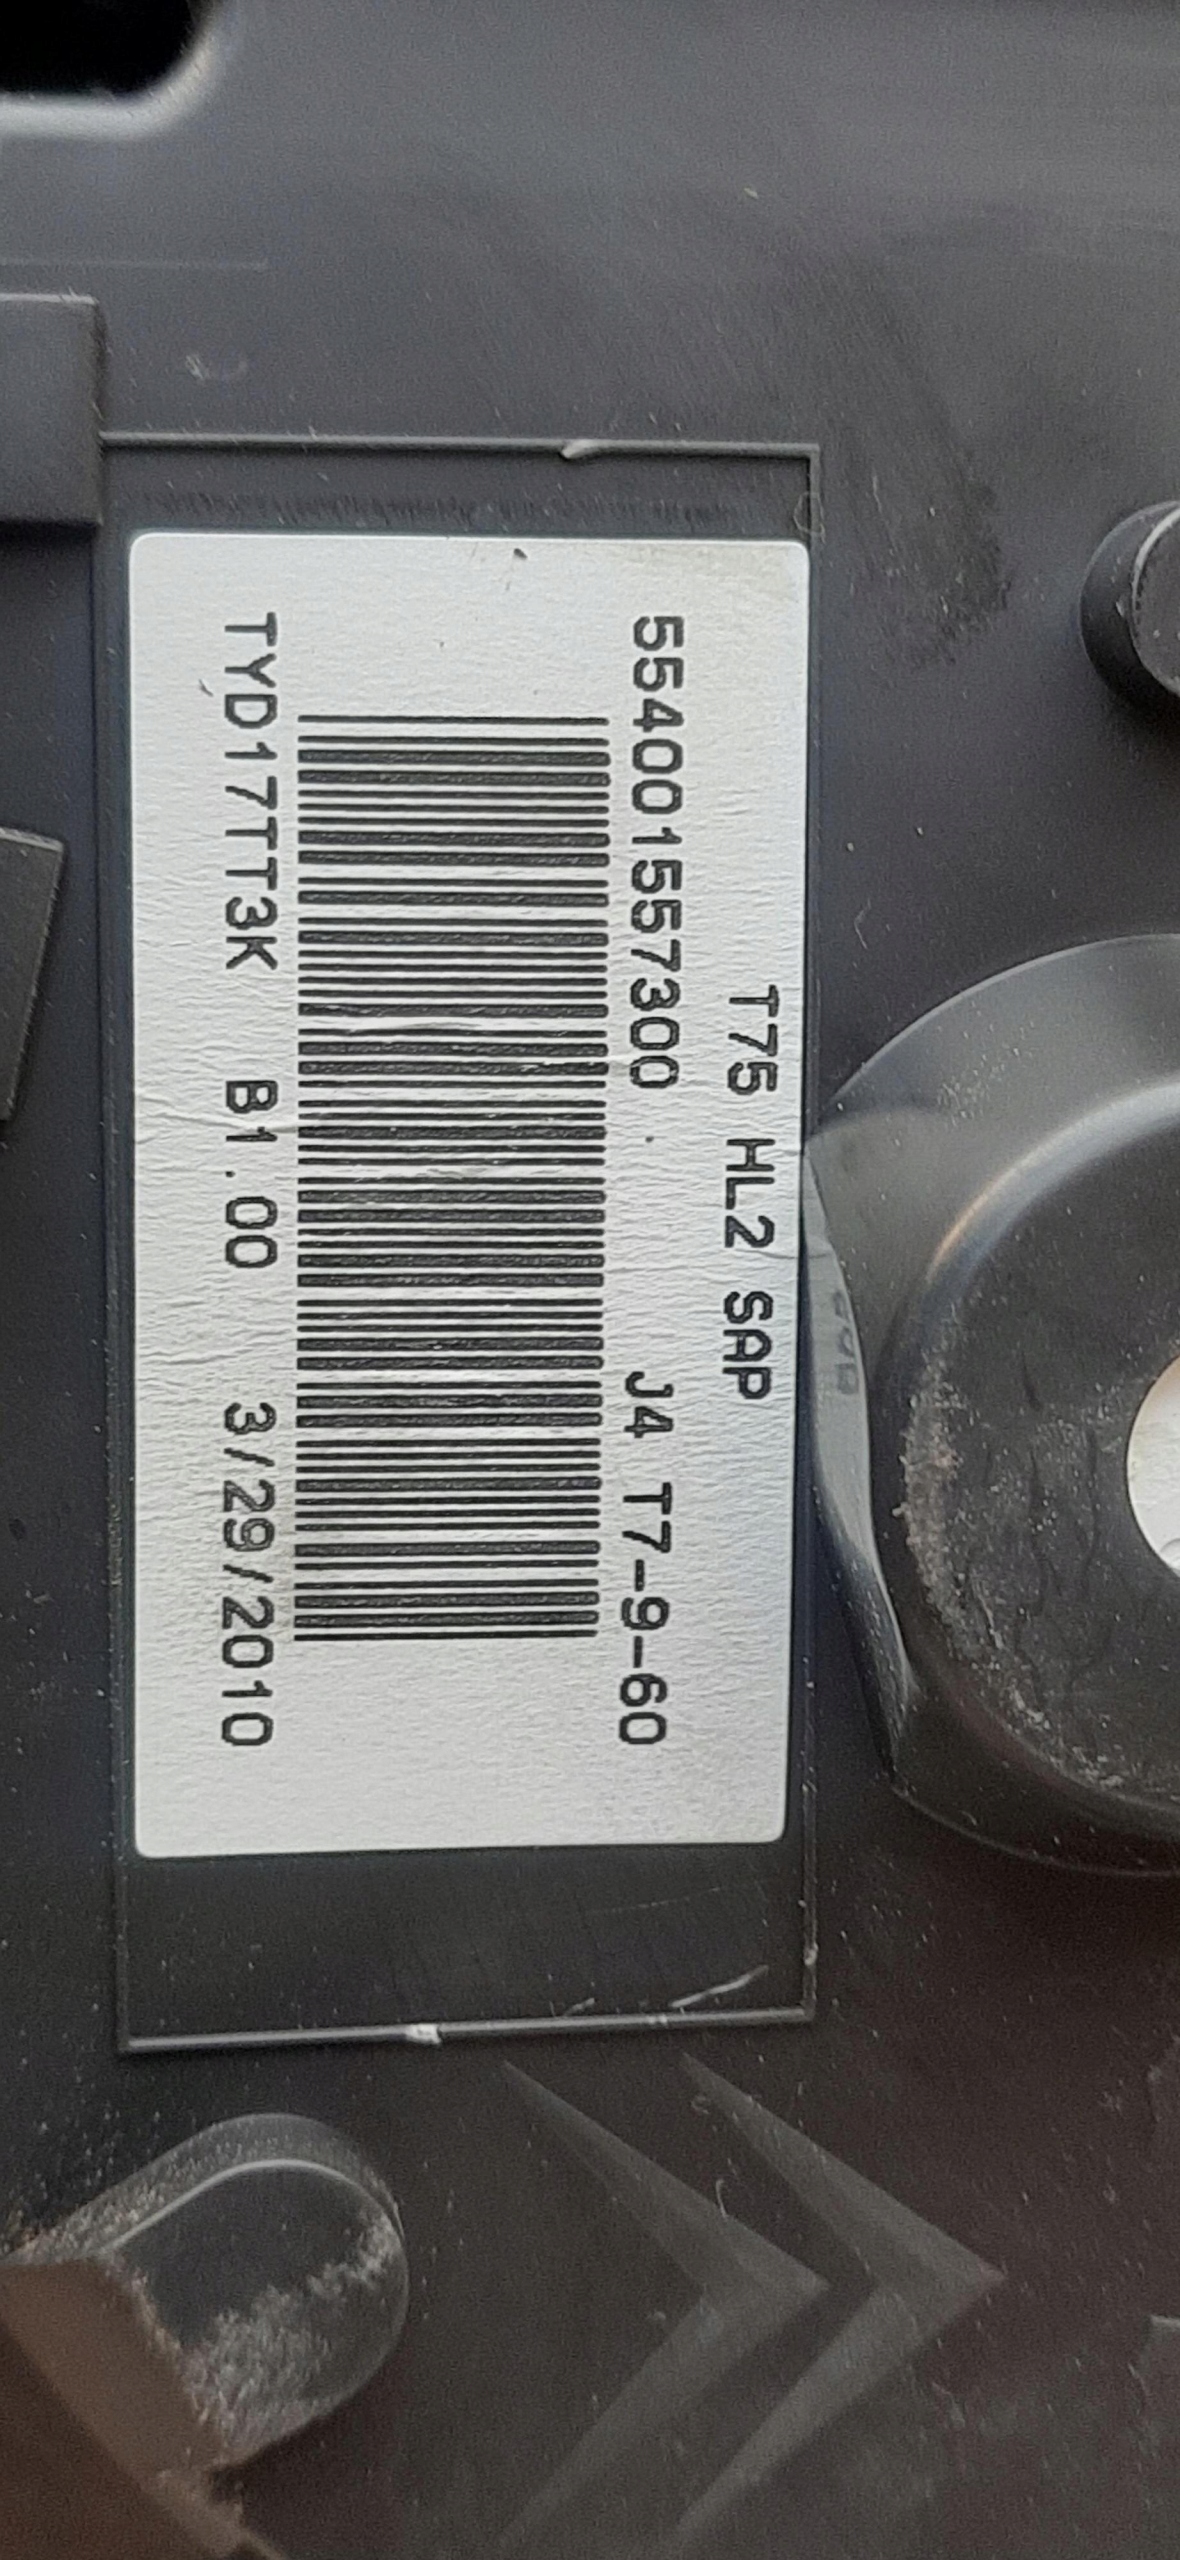 T75 HL2 SAP
554001557300 J4 T7-9-60
TYD17TT3K B1.00 3/29/2010